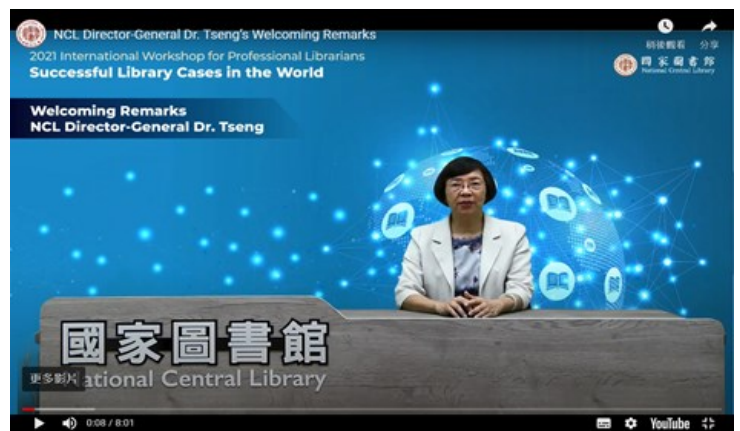 NCL Director-General Dr. Tseng's Welcoming Remarks
稍後觀看 分享
2021 International Workshop for Professional Librarians
Successful Library Cases in the World
國家圖書館
National Central Library
Welcoming Remarks
NCL Director-General Dr. Tseng
國家圖書館
更多影片
ational Central Library
0:08 / 8:01
YouTube